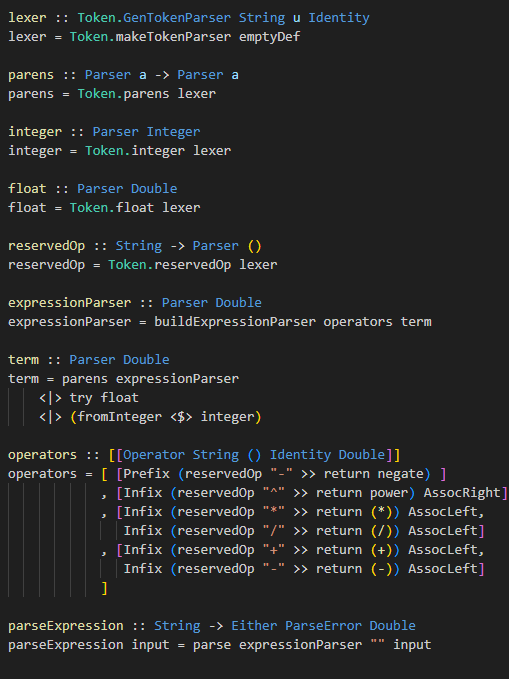 lexer :: Token.GenTokenParser String u Identity
lexer = Token.makeTokenParser emptyDef

parens :: Parser a -> Parser a
parens = Token.parens lexer

integer :: Parser Integer
integer = Token.integer lexer

float :: Parser Double
float = Token.float lexer

reservedOp :: String -> Parser ()
reservedOp = Token.reservedOp lexer

expressionParser :: Parser Double
expressionParser = buildExpressionParser operators term

term :: Parser Double
term = parens expressionParser
    <|> try float
    <|> (fromInteger <$> integer)

operators :: [[Operator String () Identity Double]]
operators = [ [Prefix (reservedOp "-" >> return negate) ]
            , [Infix (reservedOp "^" >> return power) AssocRight]
            , [Infix (reservedOp "*" >> return (*)) AssocLeft,
               Infix (reservedOp "/" >> return (/)) AssocLeft]
            , [Infix (reservedOp "+" >> return (+)) AssocLeft,
               Infix (reservedOp "-" >> return (-)) AssocLeft]
            ]

parseExpression :: String -> Either ParseError Double
parseExpression input = parse expressionParser "" input